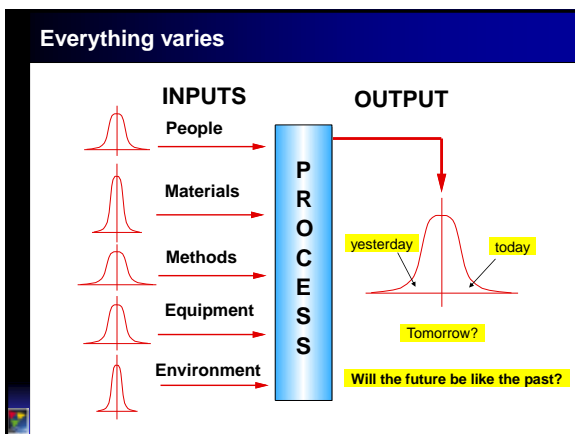 Everything varies
INPUTS
OUTPUT
People
Materials
Methods
Equipment
Environment
P
R
O
C
E
S
S
yesterday
today
Tomorrow?
Will the future be like the past?